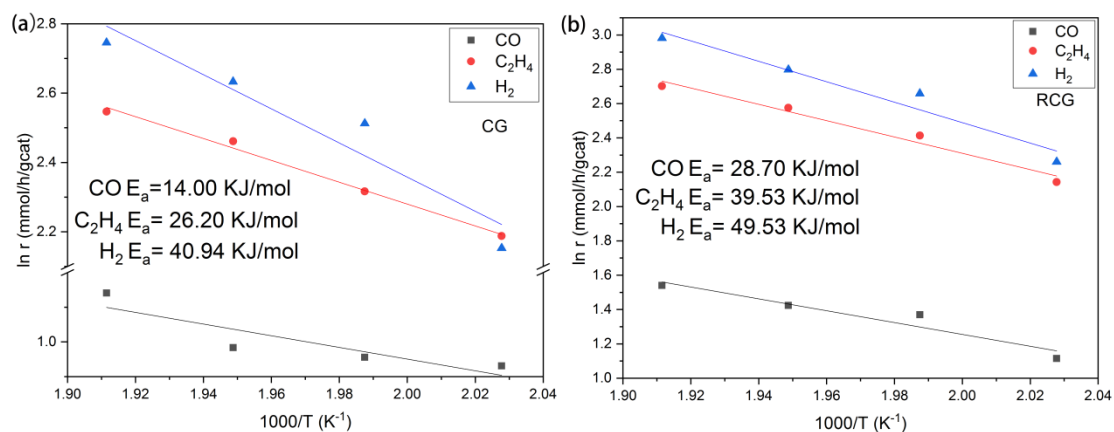 (a)
CO
C₂H₄
H₂
CG
CO Eₐ=14.00 KJ/mol
C₂H₄ Eₐ=26.20 KJ/mol
H₂ Eₐ=40.94 KJ/mol
ln r (mmol/h/gcat)
2.8
2.6
2.4
2.2
1.0
1.90 1.92 1.94 1.96 1.98 2.00 2.02 2.04
1000/T (K⁻¹)
(b)
CO
C₂H₄
H₂
RCG
CO Eₐ= 28.70 KJ/mol
C₂H₄ Eₐ=39.53 KJ/mol
H₂ Eₐ=49.53 KJ/mol
ln r (mmol/h/gcat)
3.0
2.8
2.6
2.4
2.2
2.0
1.8
1.6
1.4
1.2
1.0
1.90 1.92 1.94 1.96 1.98 2.00 2.02 2.04
1000/T (K⁻¹)